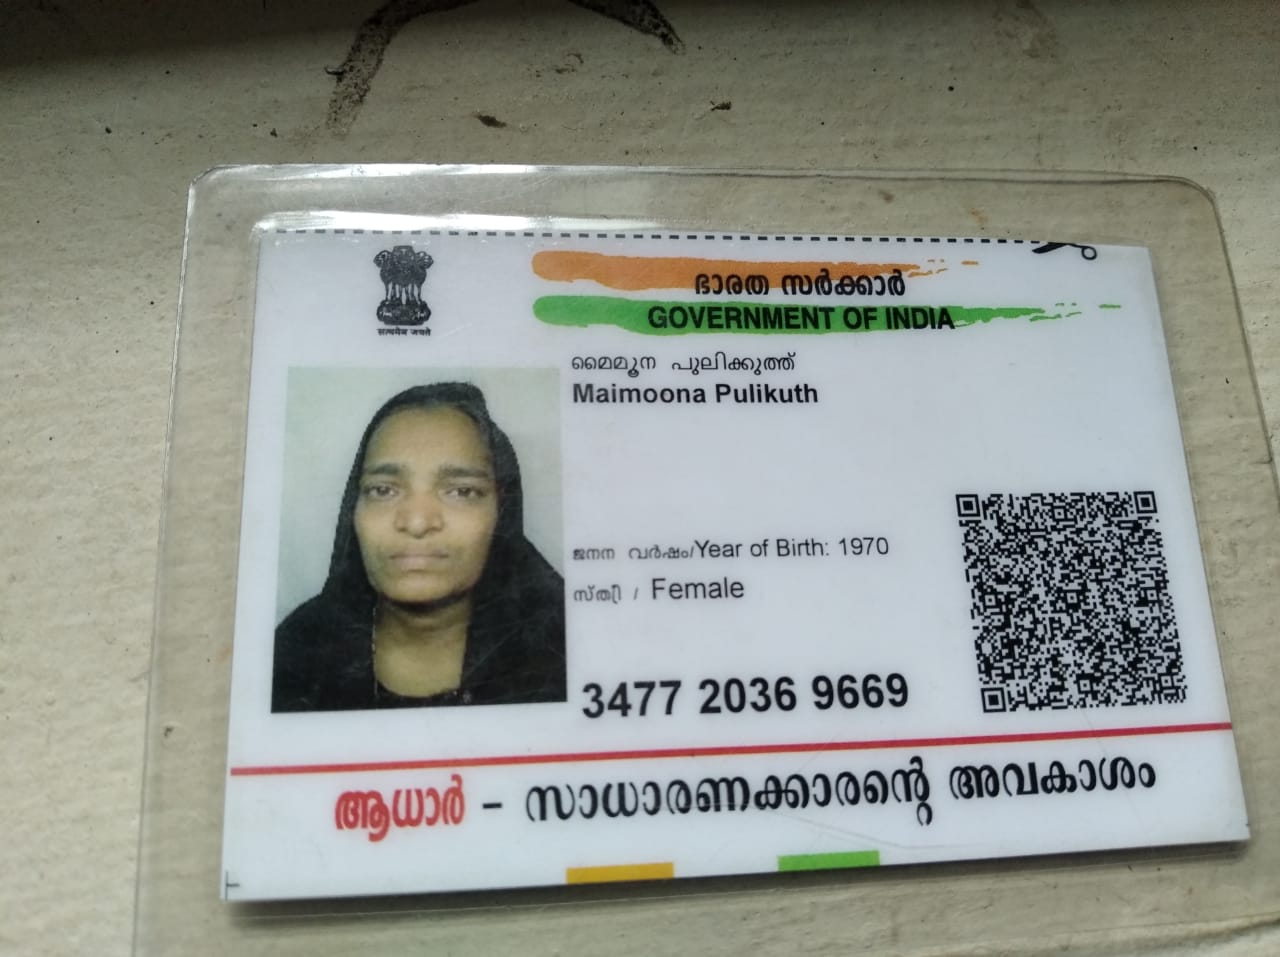 ഭാരത സർക്കാർ
GOVERNMENT OF INDIA
सत्यमेव जयते
മൈമൂന പുലിക്കുത്ത്
Maimoona Pulikuth
ജനന വർഷം/Year of Birth: 1970
സ്ത്രീ / Female
3477 2036 9669
ആധാർ - സാധാരണക്കാരന്റെ അവകാശം